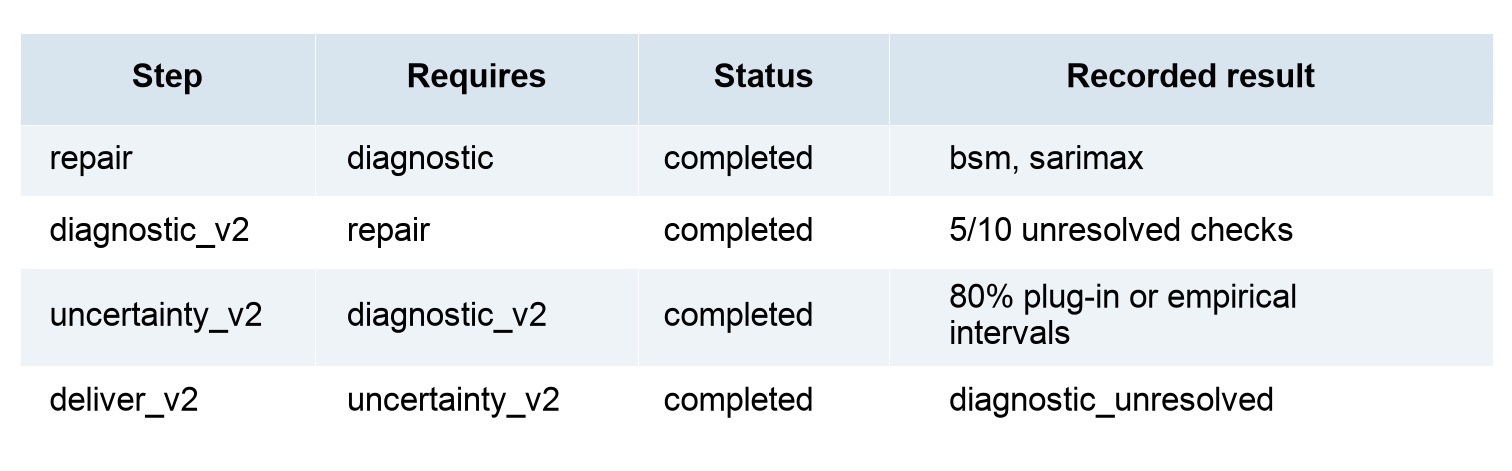 Step Requires Status Recorded result
repair diagnostic completed bsm, sarimax
diagnostic_v2 repair completed 5/10 unresolved checks
uncertainty_v2 diagnostic_v2 completed 80% plug-in or empirical
intervals
deliver_v2 uncertainty_v2 completed diagnostic_unresolved